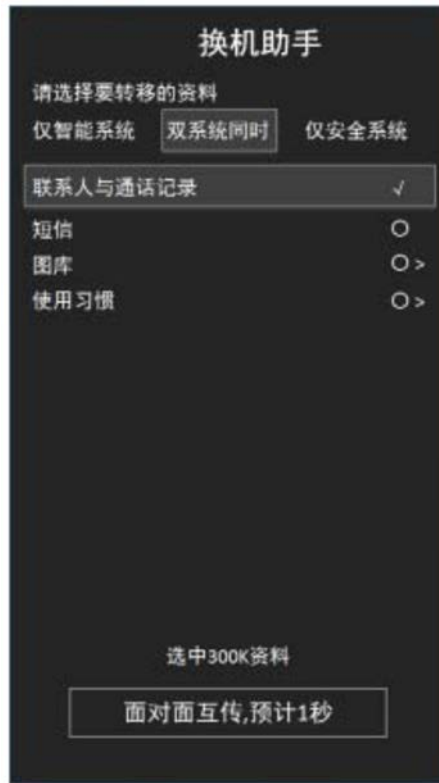 换机助手
请选择要转移的资料
仅智能系统 双系统同时 仅安全系统
联系人与通话记录 √
短信 ○
图库 ○ >
使用习惯 ○ >
选中300K资料
面对面互传,预计1秒